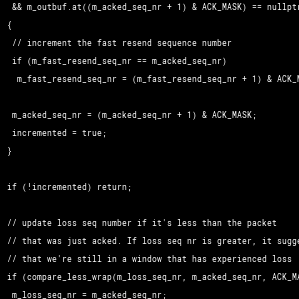 && m_outbuf.at((m_acked_seq_nr + 1) & ACK_MASK) == nullpt
{
// increment the fast resend sequence number
if (m_fast_resend_seq_nr == m_acked_seq_nr)
m_fast_resend_seq_nr = (m_fast_resend_seq_nr + 1) & ACK_M
m_acked_seq_nr = (m_acked_seq_nr + 1) & ACK_MASK;
incremented = true;
}
if (!incremented) return;
// update loss seq number if it's less than the packet
// that was just acked. If loss seq nr is greater, it sugge
// that we're still in a window that has experienced loss
if (compare_less_wrap(m_loss_seq_nr, m_acked_seq_nr, ACK_MA
m_loss_seq_nr = m_acked_seq_nr;